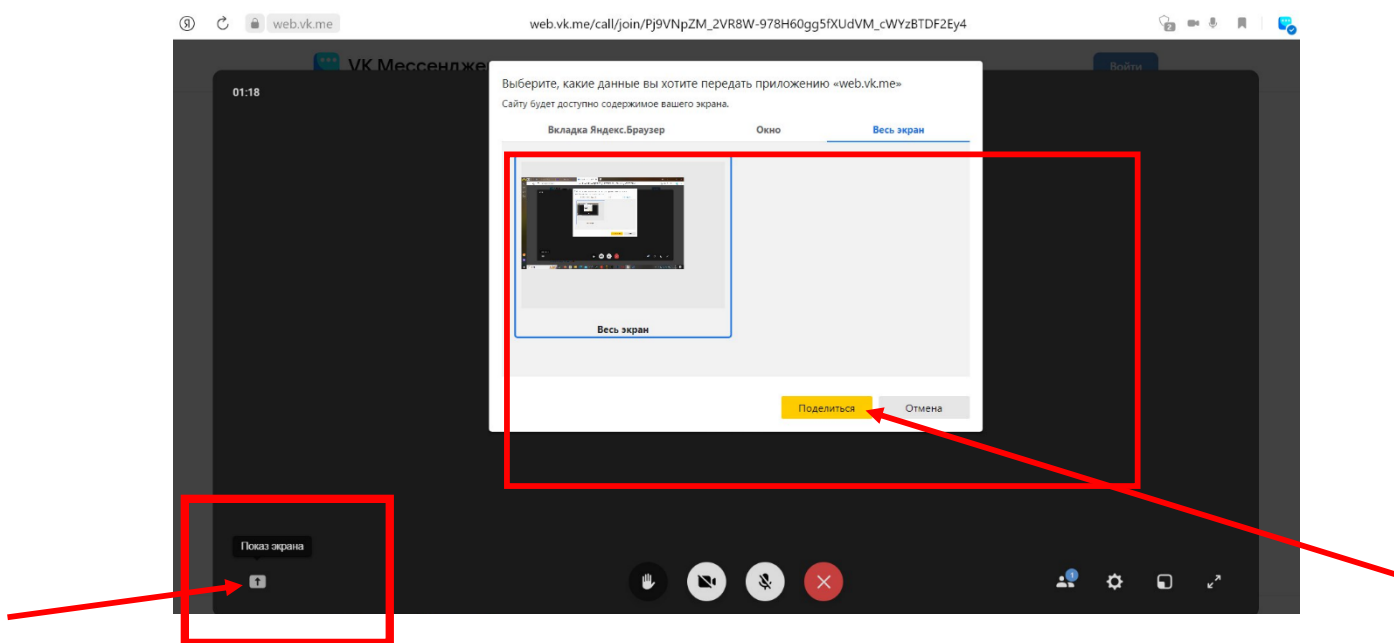 web.vk.me
web.vk.me/call/join/Pj9VNpZM_2VR8W-978H60gg5fXUdVM_cWYzBTDF2Ey4
2
VK Мессендже
Войти
01:18
Выберите, какие данные вы хотите передать приложению «web.vk.me»
Сайту будет доступно содержимое вашего экрана.
Вкладка Яндекс.Браузер Окно Весь экран
Весь экран
Поделиться Отмена
Показ экрана
1